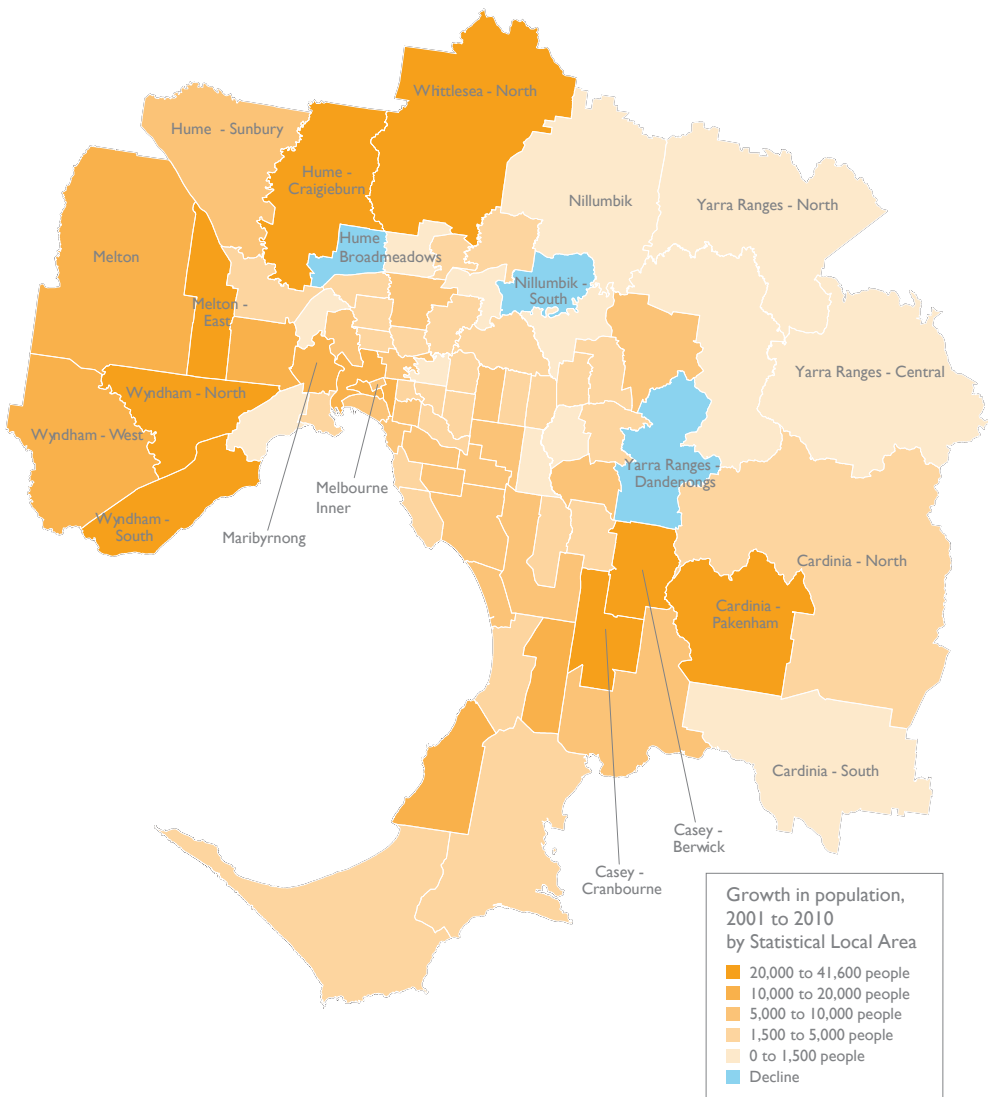 Whittlesea - North
Hume - Sunbury
Hume -
Craigieburn
Nillumbik
Yarra Ranges - North
Hume
Broadmeadows
Melton
Nillumbik -
South
Melton -
East
Yarra Ranges - Central
Wyndham - North
Wyndham - West
Yarra Ranges -
Dandenongs
Melbourne
Inner
Wyndham -
South
Maribyrnong
Cardinia - North
Cardinia -
Pakenham
Cardinia - South
Casey -
Berwick
Casey -
Cranbourne
Growth in population,
2001 to 2010
by Statistical Local Area
20,000 to 41,600 people
10,000 to 20,000 people
5,000 to 10,000 people
1,500 to 5,000 people
0 to 1,500 people
Decline